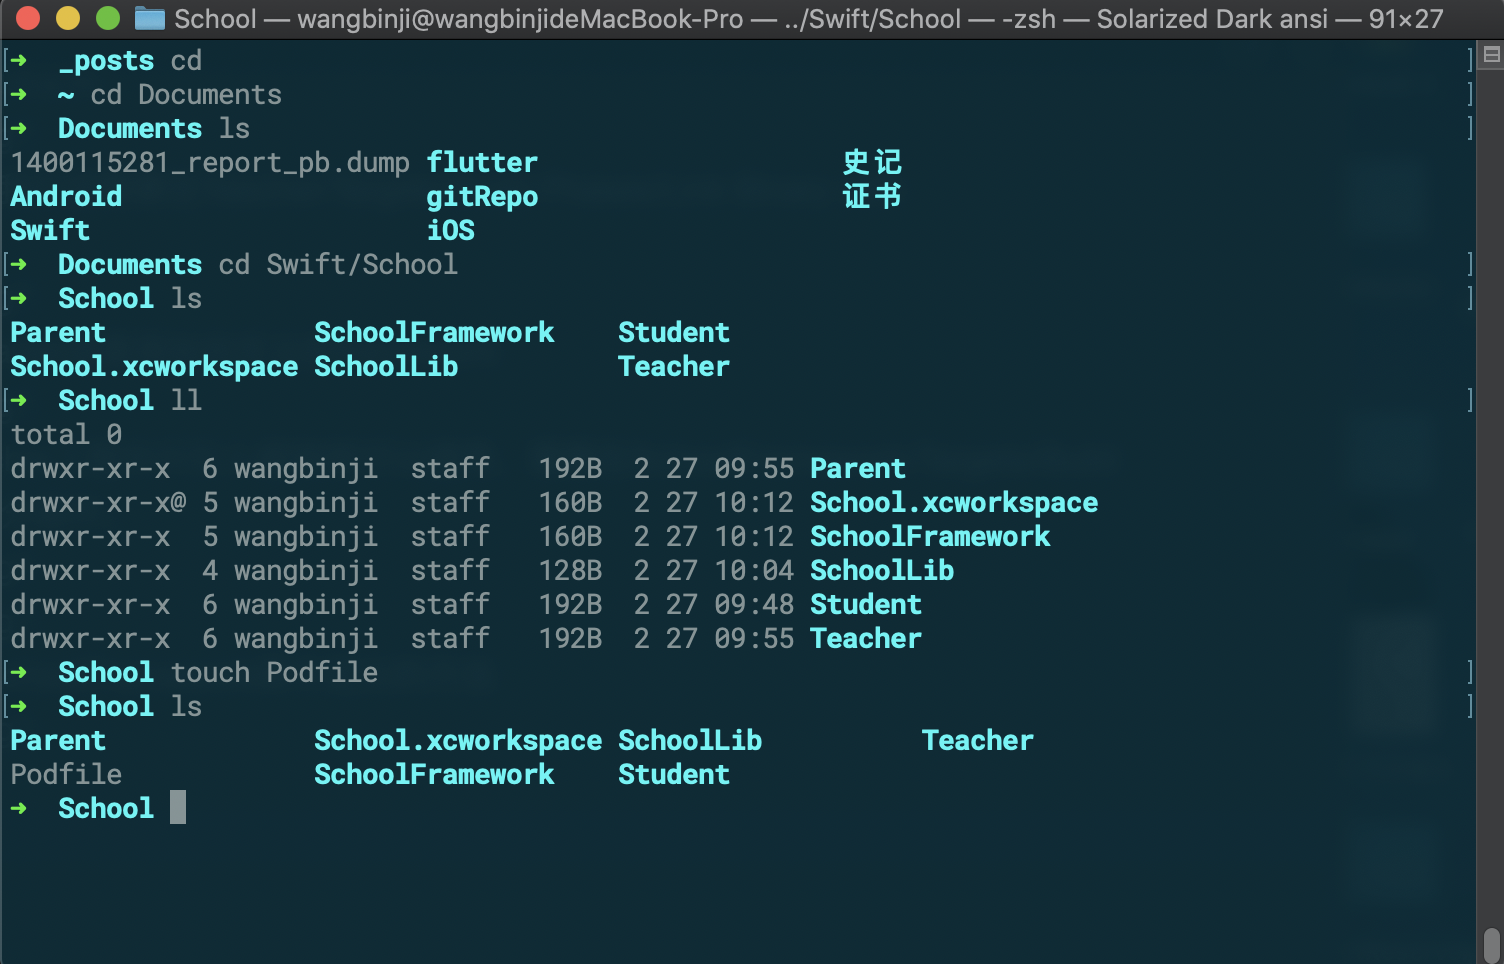 School — wangbinji@wangbinjideMacBook-Pro — ../Swift/School — -zsh — Solarized Dark ansi — 91×27
[➜  _posts cd ]
[➜  ~ cd Documents ]
[➜  Documents ls ]
1400115281_report_pb.dump flutter                   史记
Android                   gitRepo                   证书
Swift                     iOS
[➜  Documents cd Swift/School ]
[➜  School ls ]
Parent             SchoolFramework    Student
School.xcworkspace SchoolLib          Teacher
[➜  School ll ]
total 0
drwxr-xr-x  6 wangbinji  staff   192B  2 27 09:55 Parent
drwxr-xr-x@ 5 wangbinji  staff   160B  2 27 10:12 School.xcworkspace
drwxr-xr-x  5 wangbinji  staff   160B  2 27 10:12 SchoolFramework
drwxr-xr-x  4 wangbinji  staff   128B  2 27 10:04 SchoolLib
drwxr-xr-x  6 wangbinji  staff   192B  2 27 09:48 Student
drwxr-xr-x  6 wangbinji  staff   192B  2 27 09:55 Teacher
[➜  School touch Podfile ]
[➜  School ls ]
Parent             School.xcworkspace SchoolLib          Teacher
Podfile            SchoolFramework    Student
➜  School